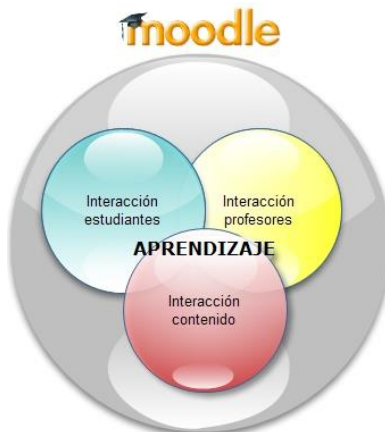 moodle
Interacción
estudiantes
Interacción
profesores
APRENDIZAJE
Interacción
contenido